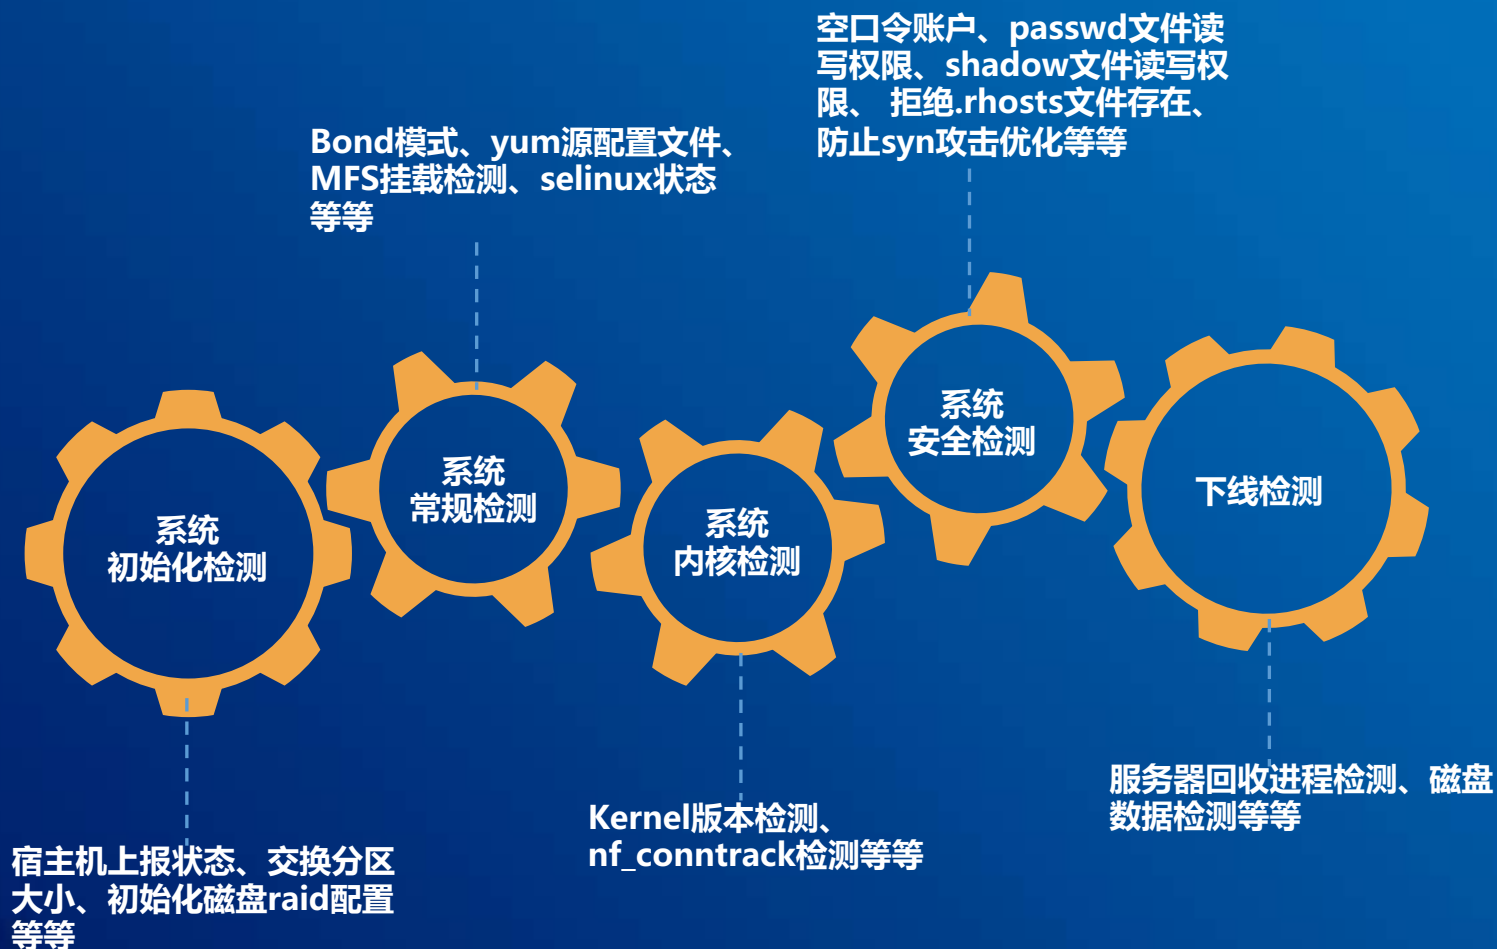 空口令账户、passwd文件读
写权限、shadow文件读写权
限、 拒绝.rhosts文件存在、
防止syn攻击优化等等
Bond模式、yum源配置文件、
MFS挂载检测、selinux状态
等等
系统
安全检测
系统
常规检测
下线检测
系统
内核检测
系统
初始化检测
服务器回收进程检测、磁盘
数据检测等等
Kernel版本检测、
nf_conntrack检测等等
宿主机上报状态、交换分区
大小、初始化磁盘raid配置
等等